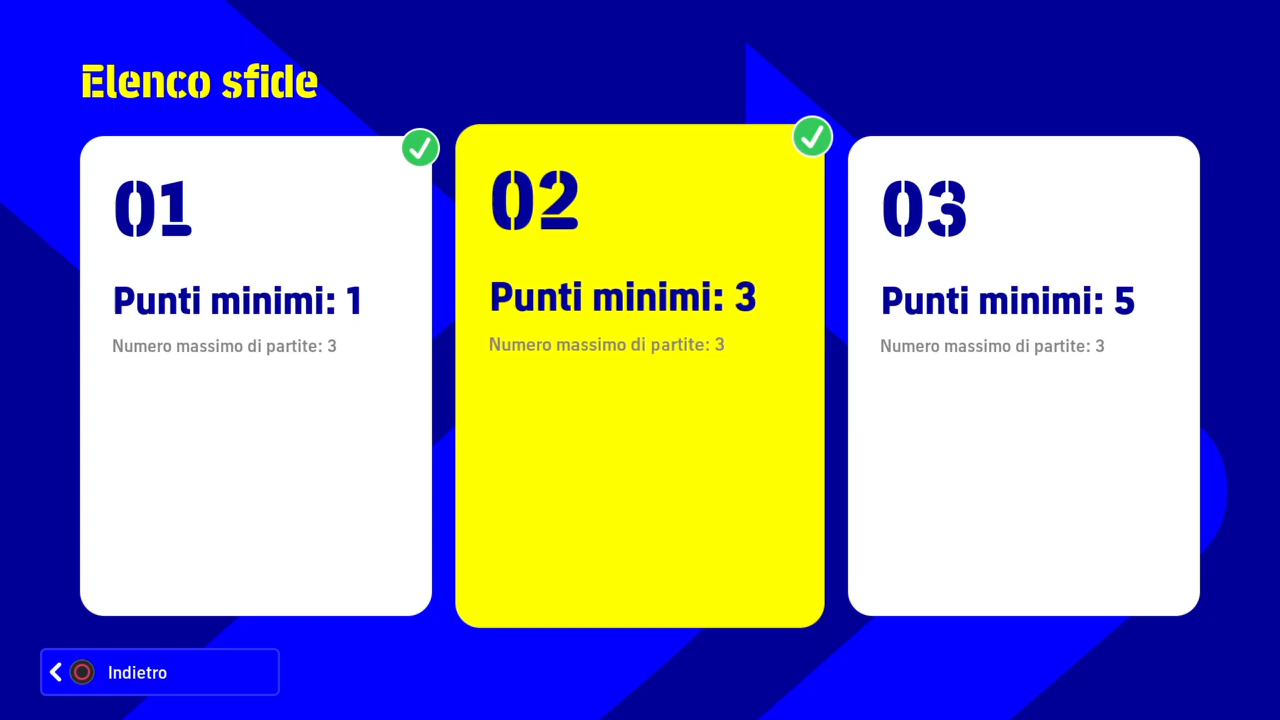 Elenco sfide
01
Punti minimi: 1
Numero massimo di partite: 3
02
Punti minimi: 3
Numero massimo di partite: 3
03
Punti minimi: 5
Numero massimo di partite: 3
Indietro